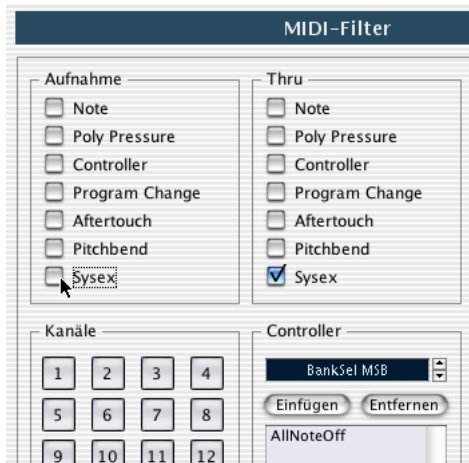 MIDI-Filter
Aufnahme
Note
Poly Pressure
Controller
Program Change
Aftertouch
Pitchbend
Sysex
Thru
Note
Poly Pressure
Controller
Program Change
Aftertouch
Pitchbend
Sysex
Kanäle
1 2 3 4
5 6 7 8
9 10 11 12
Controller
BankSel MSB
Einfügen Entfernen
AllNoteOff